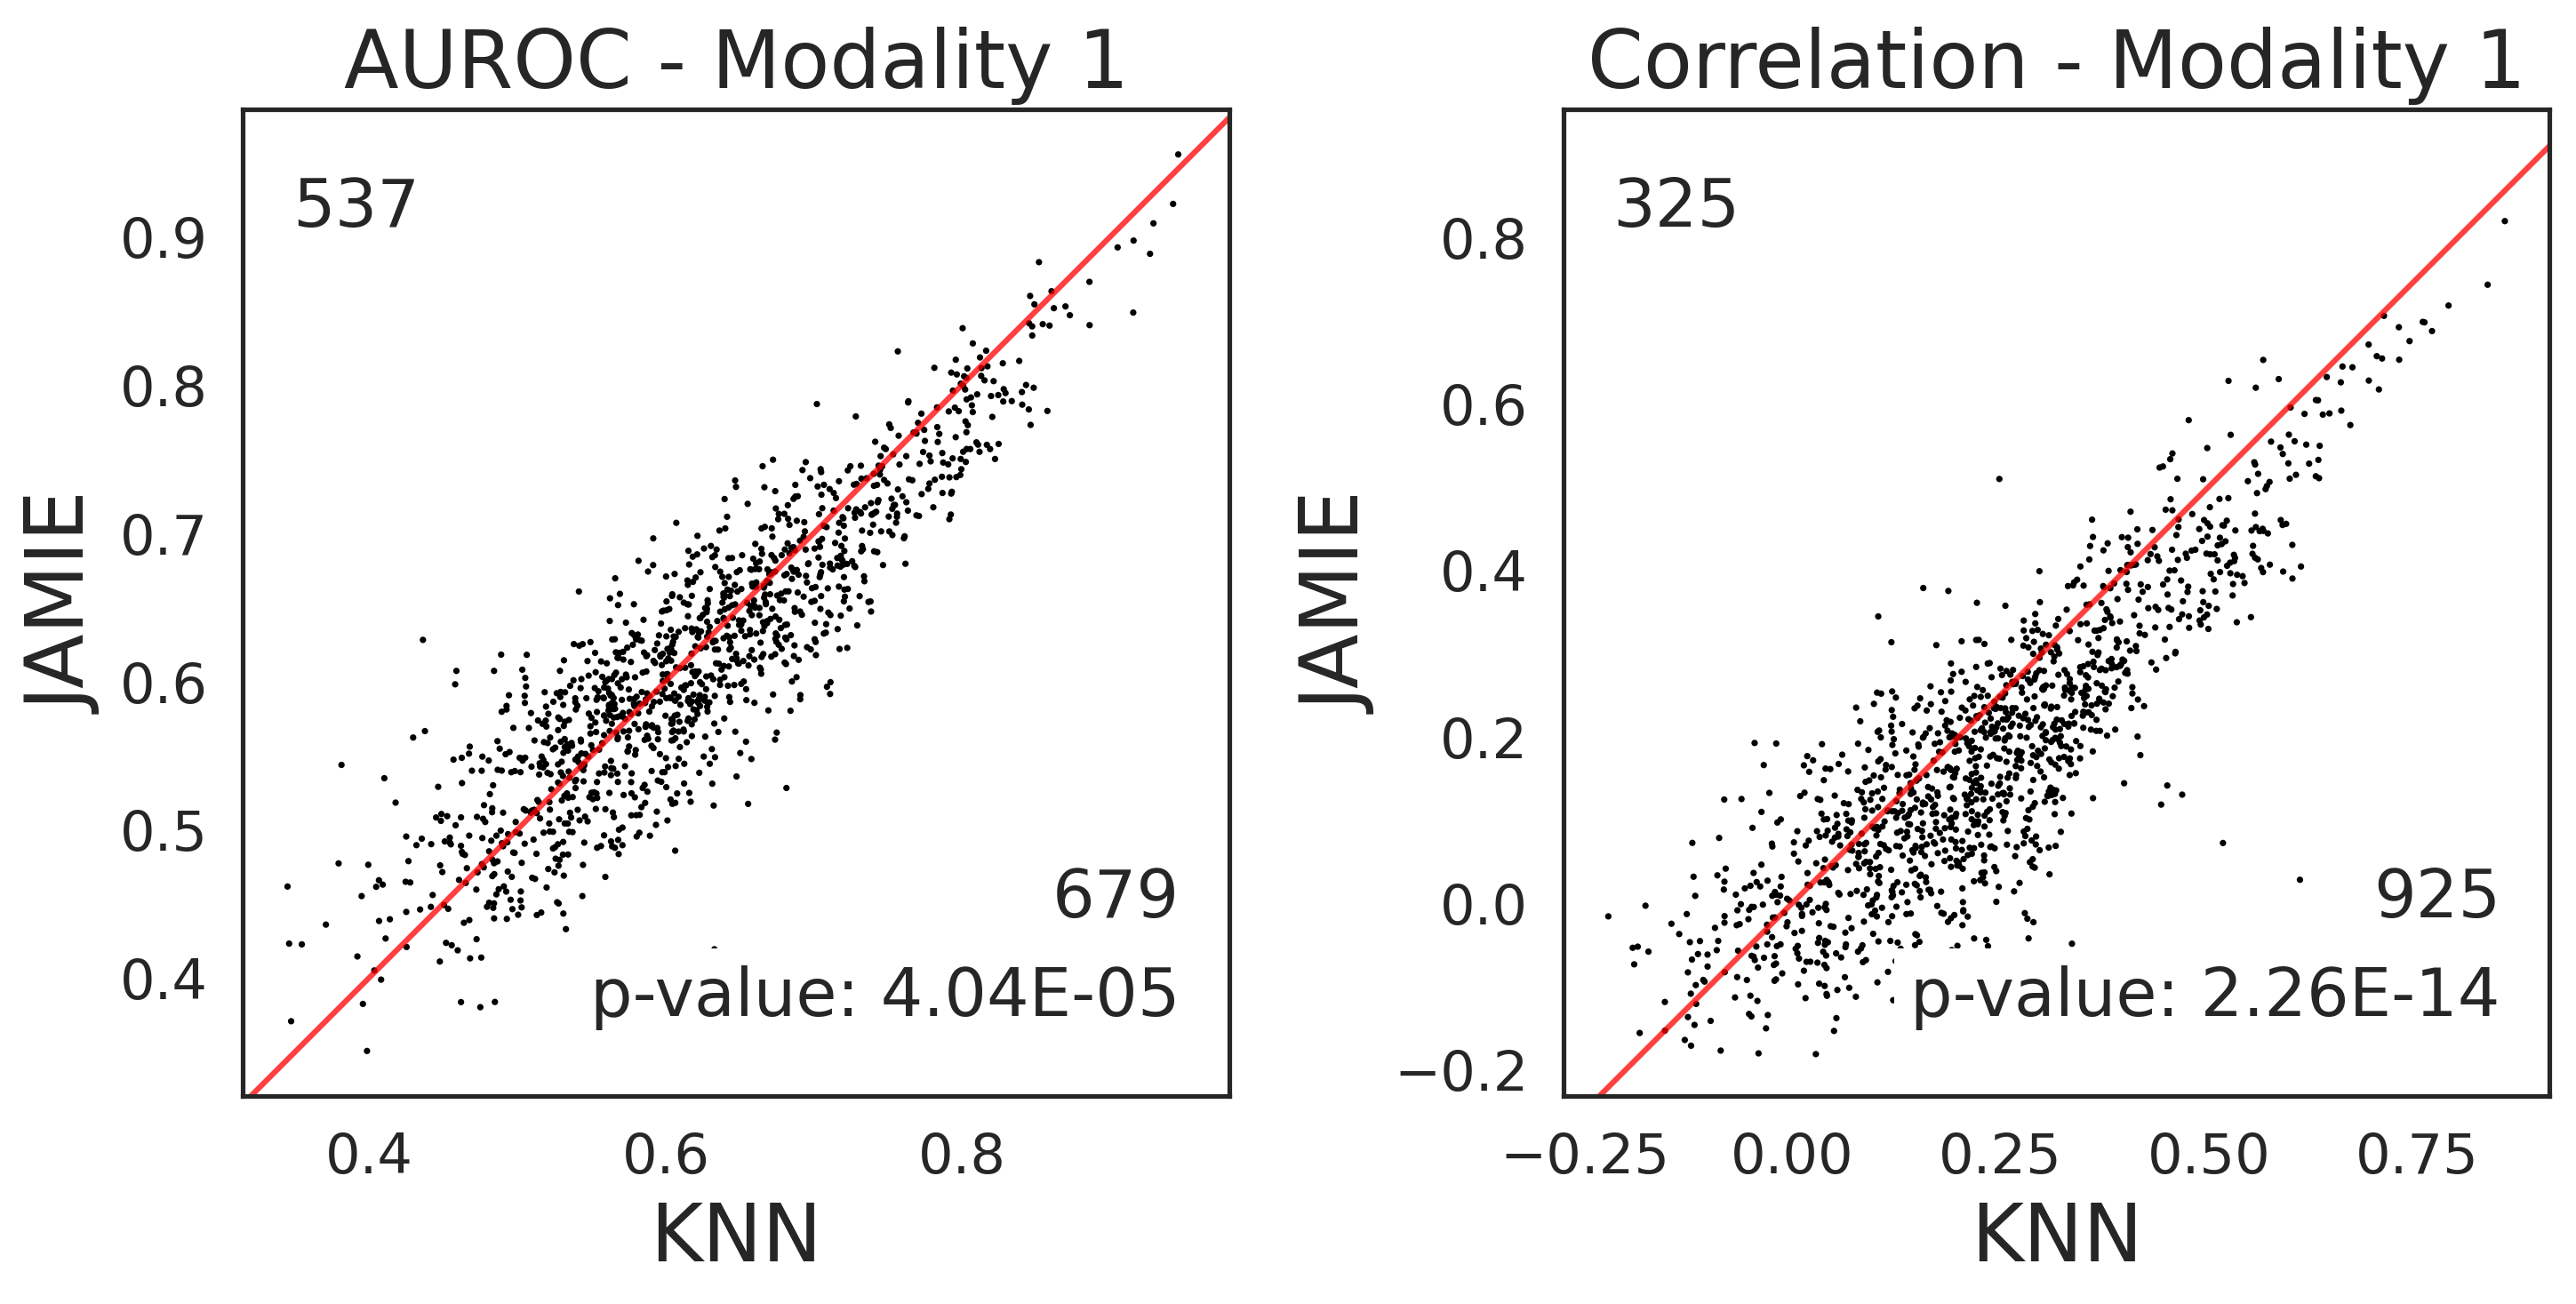 AUROC - Modality 1
537
0.9
0.8
0.7
0.6
0.5
0.4
JAMIE
679
p-value: 4.04E-05
0.4 0.6 0.8
KNN
Correlation - Modality 1
325
0.8
0.6
0.4
0.2
0.0
−0.2
JAMIE
925
p-value: 2.26E-14
−0.25 0.00 0.25 0.50 0.75
KNN